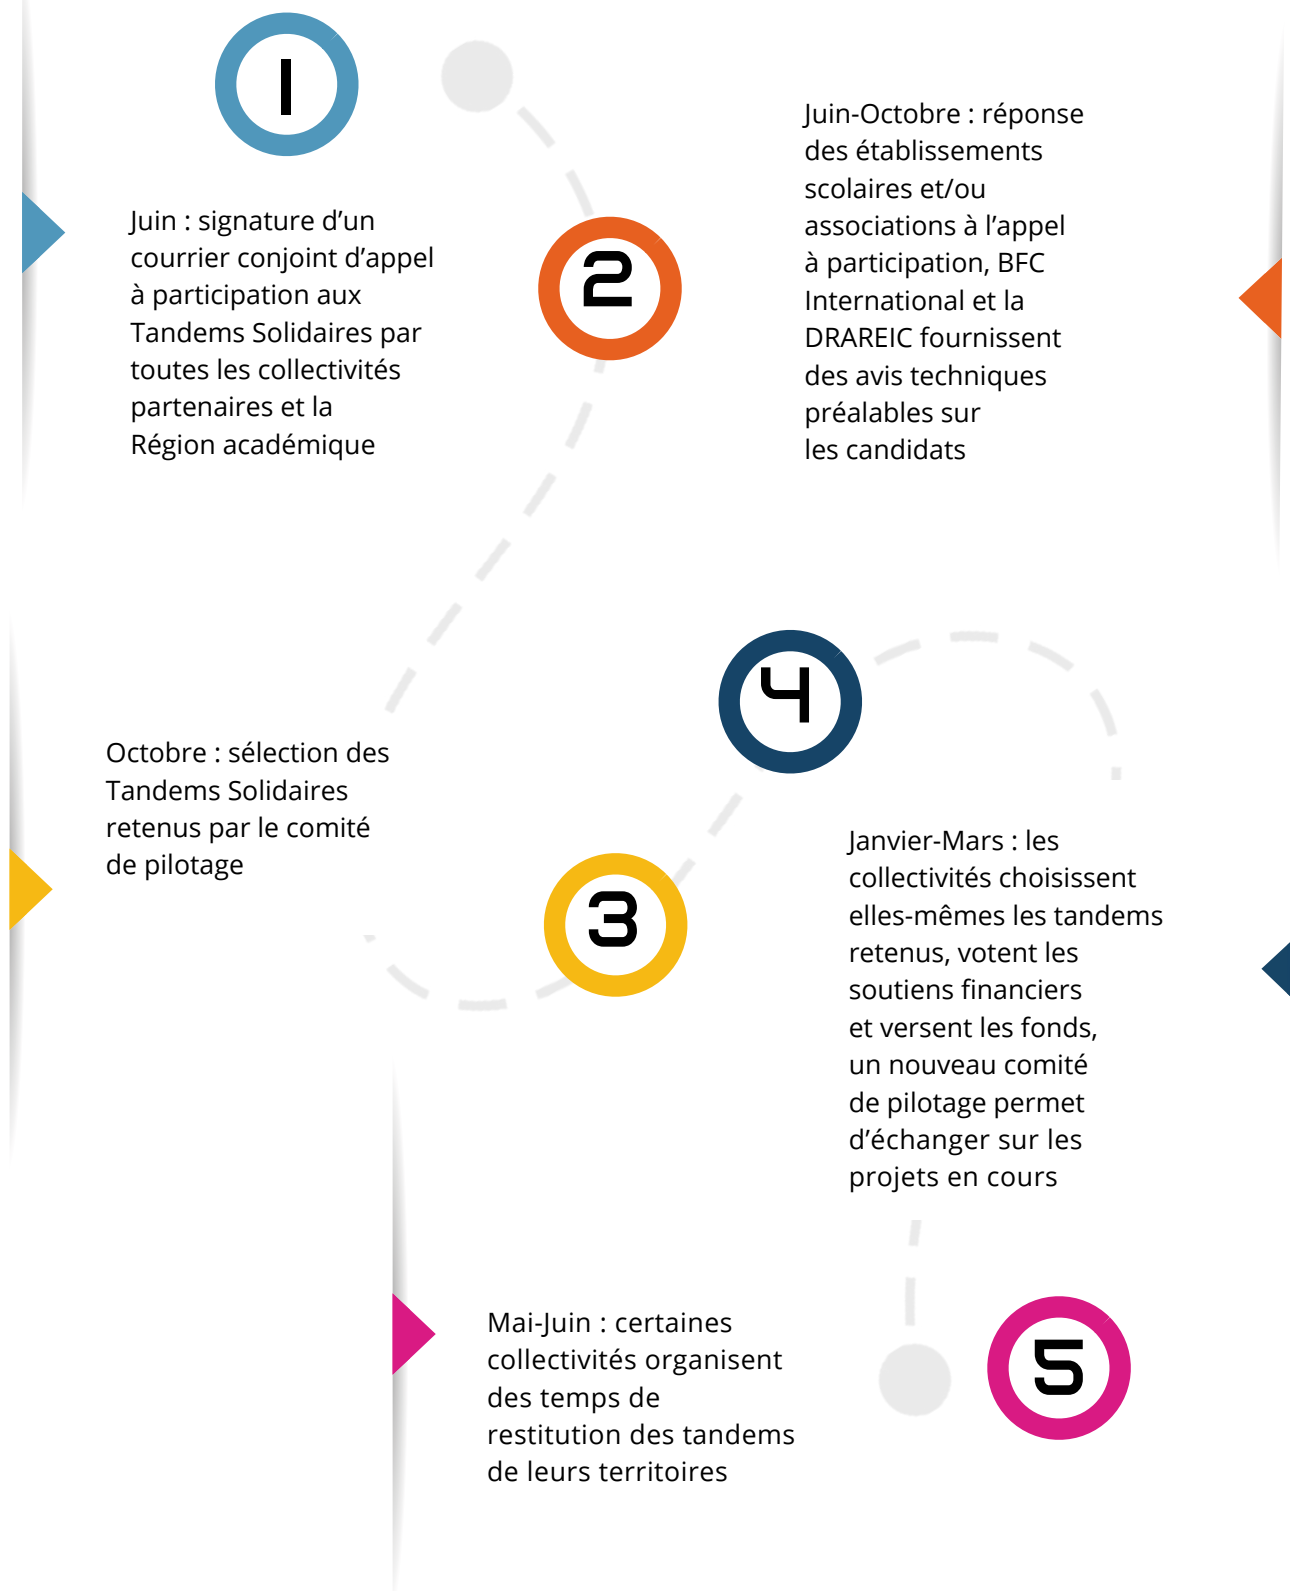 1
Juin : signature d’un
courrier conjoint d’appel
à participation aux
Tandems Solidaires par
toutes les collectivités
partenaires et la
Région académique
2
Juin-Octobre : réponse
des établissements
scolaires et/ou
associations à l’appel
à participation, BFC
International et la
DRAREIC fournissent
des avis techniques
préalables sur
les candidats
3
Octobre : sélection des
Tandems Solidaires
retenus par le comité
de pilotage
4
Janvier-Mars : les
collectivités choisissent
elles-mêmes les tandems
retenus, votent les
soutiens financiers
et versent les fonds,
un nouveau comité
de pilotage permet
d’échanger sur les
projets en cours
5
Mai-Juin : certaines
collectivités organisent
des temps de
restitution des tandems
de leurs territoires